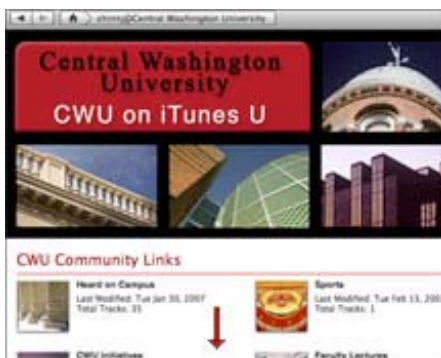 @Central Washington University
Central Washington
University
CWU on iTunes U
CWU Community Links
Heard on Campus
Last Modified: Tue Jan 30, 2007
Total Tracks: 35
Sports
Last Modified: Tue Feb 13, 200
Total Tracks: 1
CWU Initiatives
Faculty Lectures